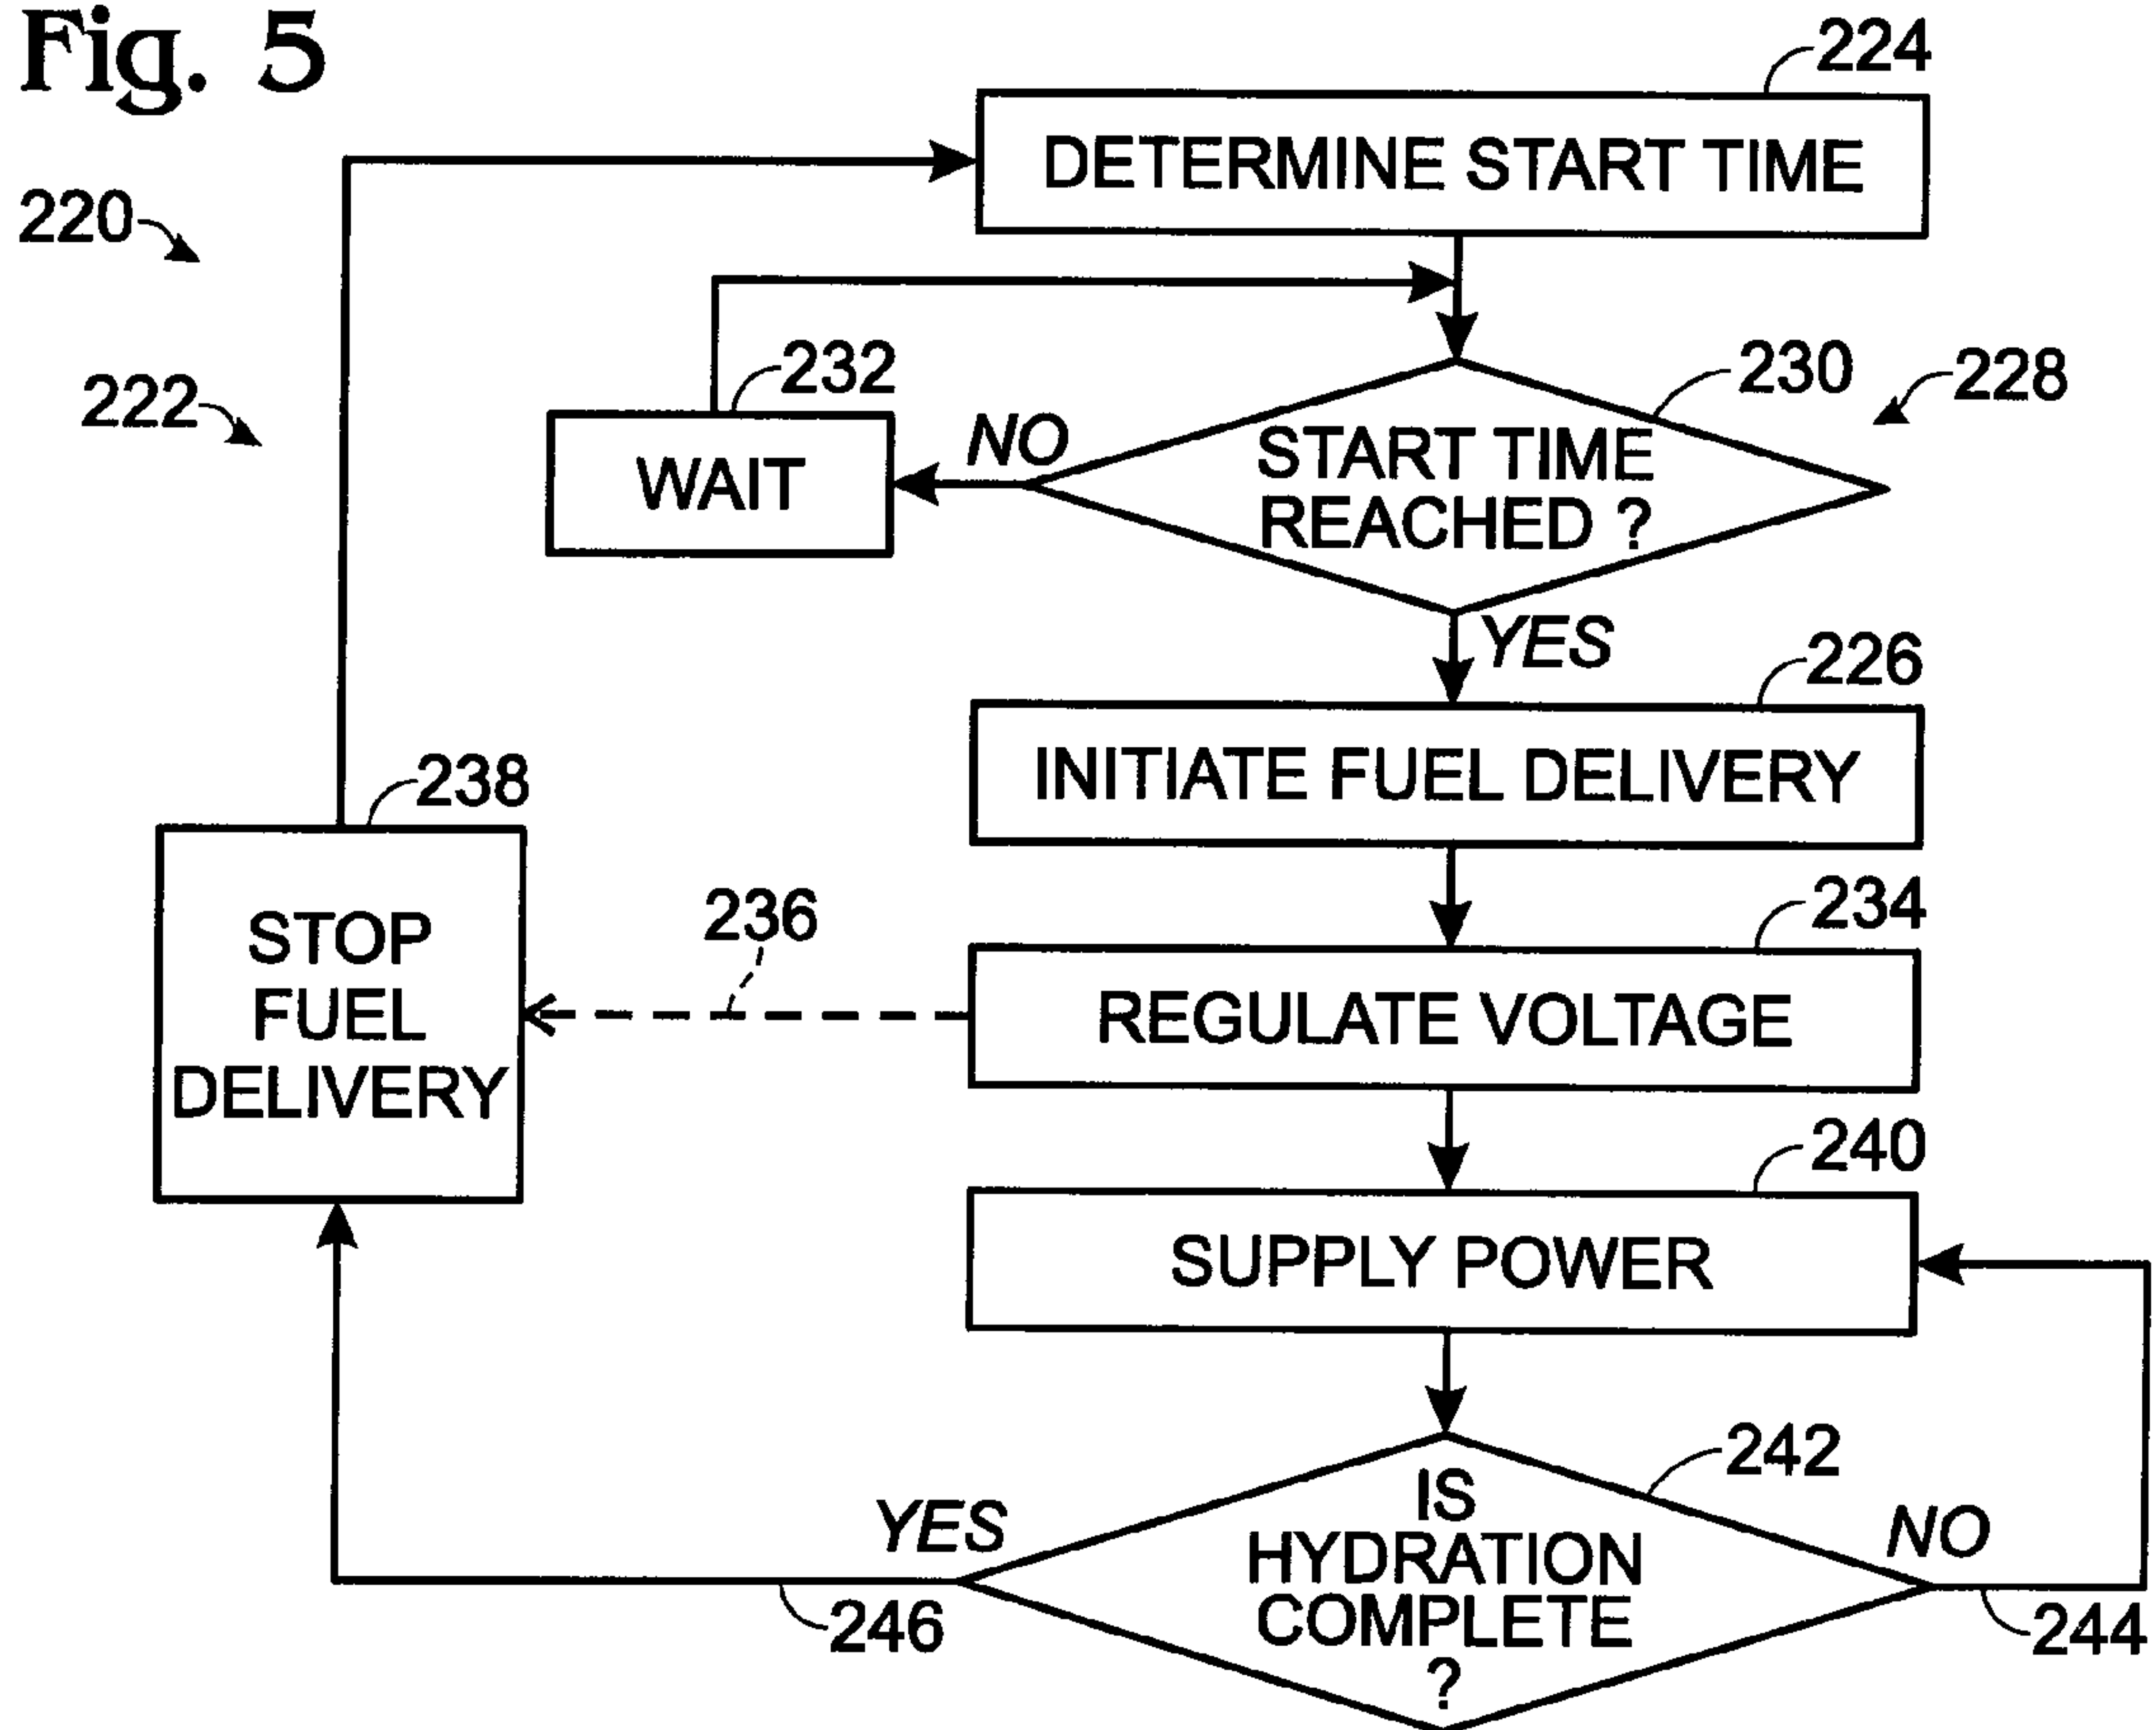 Fig. 5
224
DETERMINE START TIME
220
232
230
228
222
NO
START TIME
REACHED ?
WAIT
YES
226
INITIATE FUEL DELIVERY
238
234
236
STOP
FUEL
DELIVERY
REGULATE VOLTAGE
240
SUPPLY POWER
242
IS
HYDRATION
COMPLETE
?
YES
NO
246
244